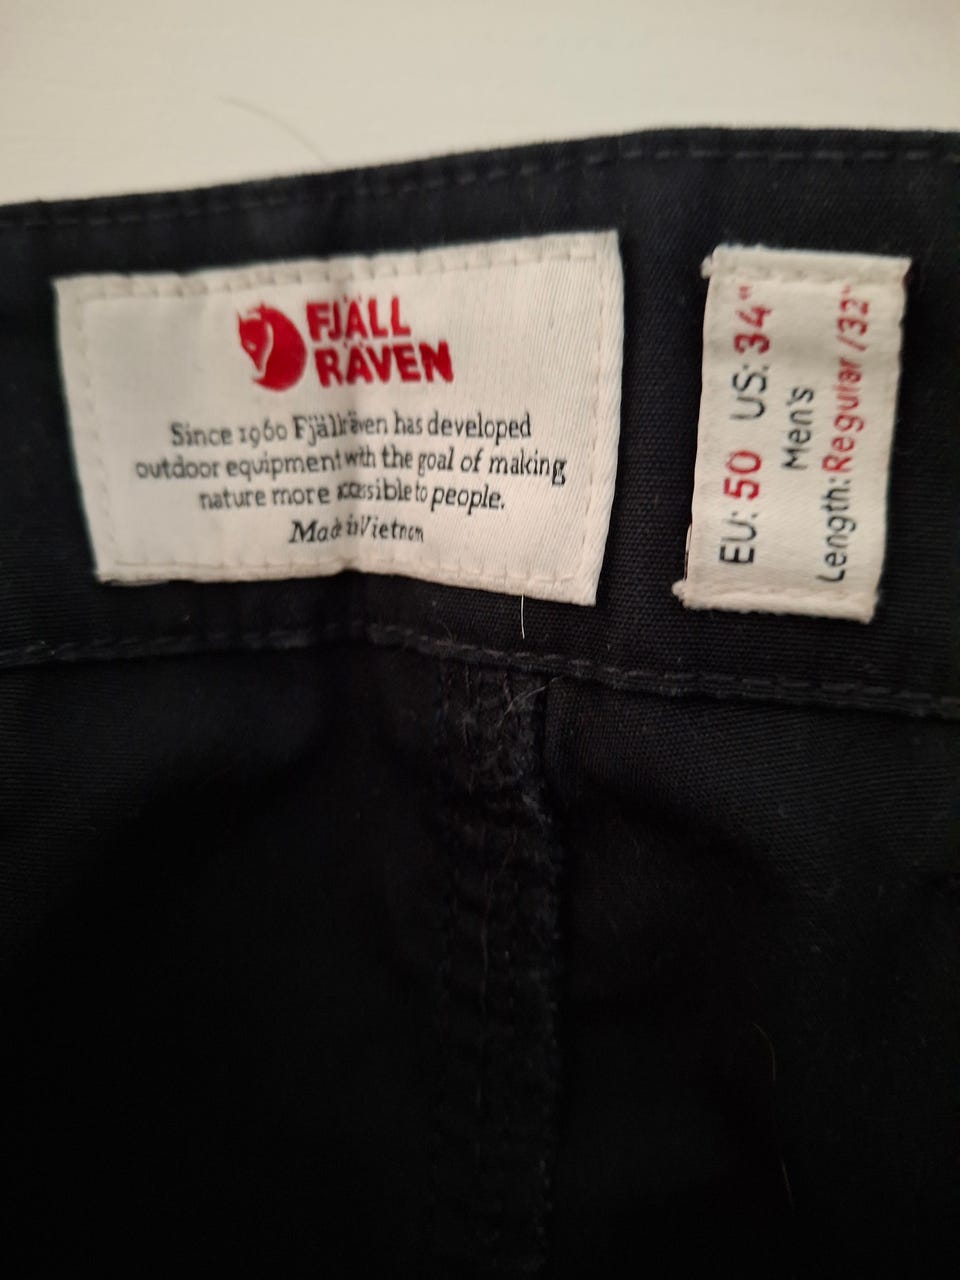 FJÄLL
RÄVEN
Since 1960 Fjällräven has developed
outdoor equipment with the goal of making
nature more accessible to people.
Made in Vietnam
EU: 50 US: 34"
Men's
Length: Regular /32"